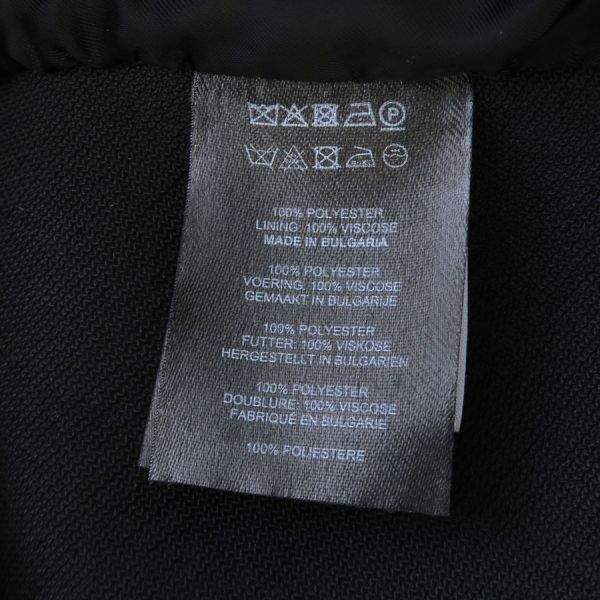 P
100% POLYESTER
LINING: 100% VISCOSE
MADE IN BULGARIA
100% POLYESTER
VOERING: 100% VISCOSE
GEMAAKT IN BULGARIJE
100% POLYESTER
FUTTER: 100% VISKOSE
HERGESTELLT IN BULGARIEN
100% POLYESTER
DOUBLURE: 100% VISCOSE
FABRIQUÉ EN BULGARIE
100% POLIESTERE